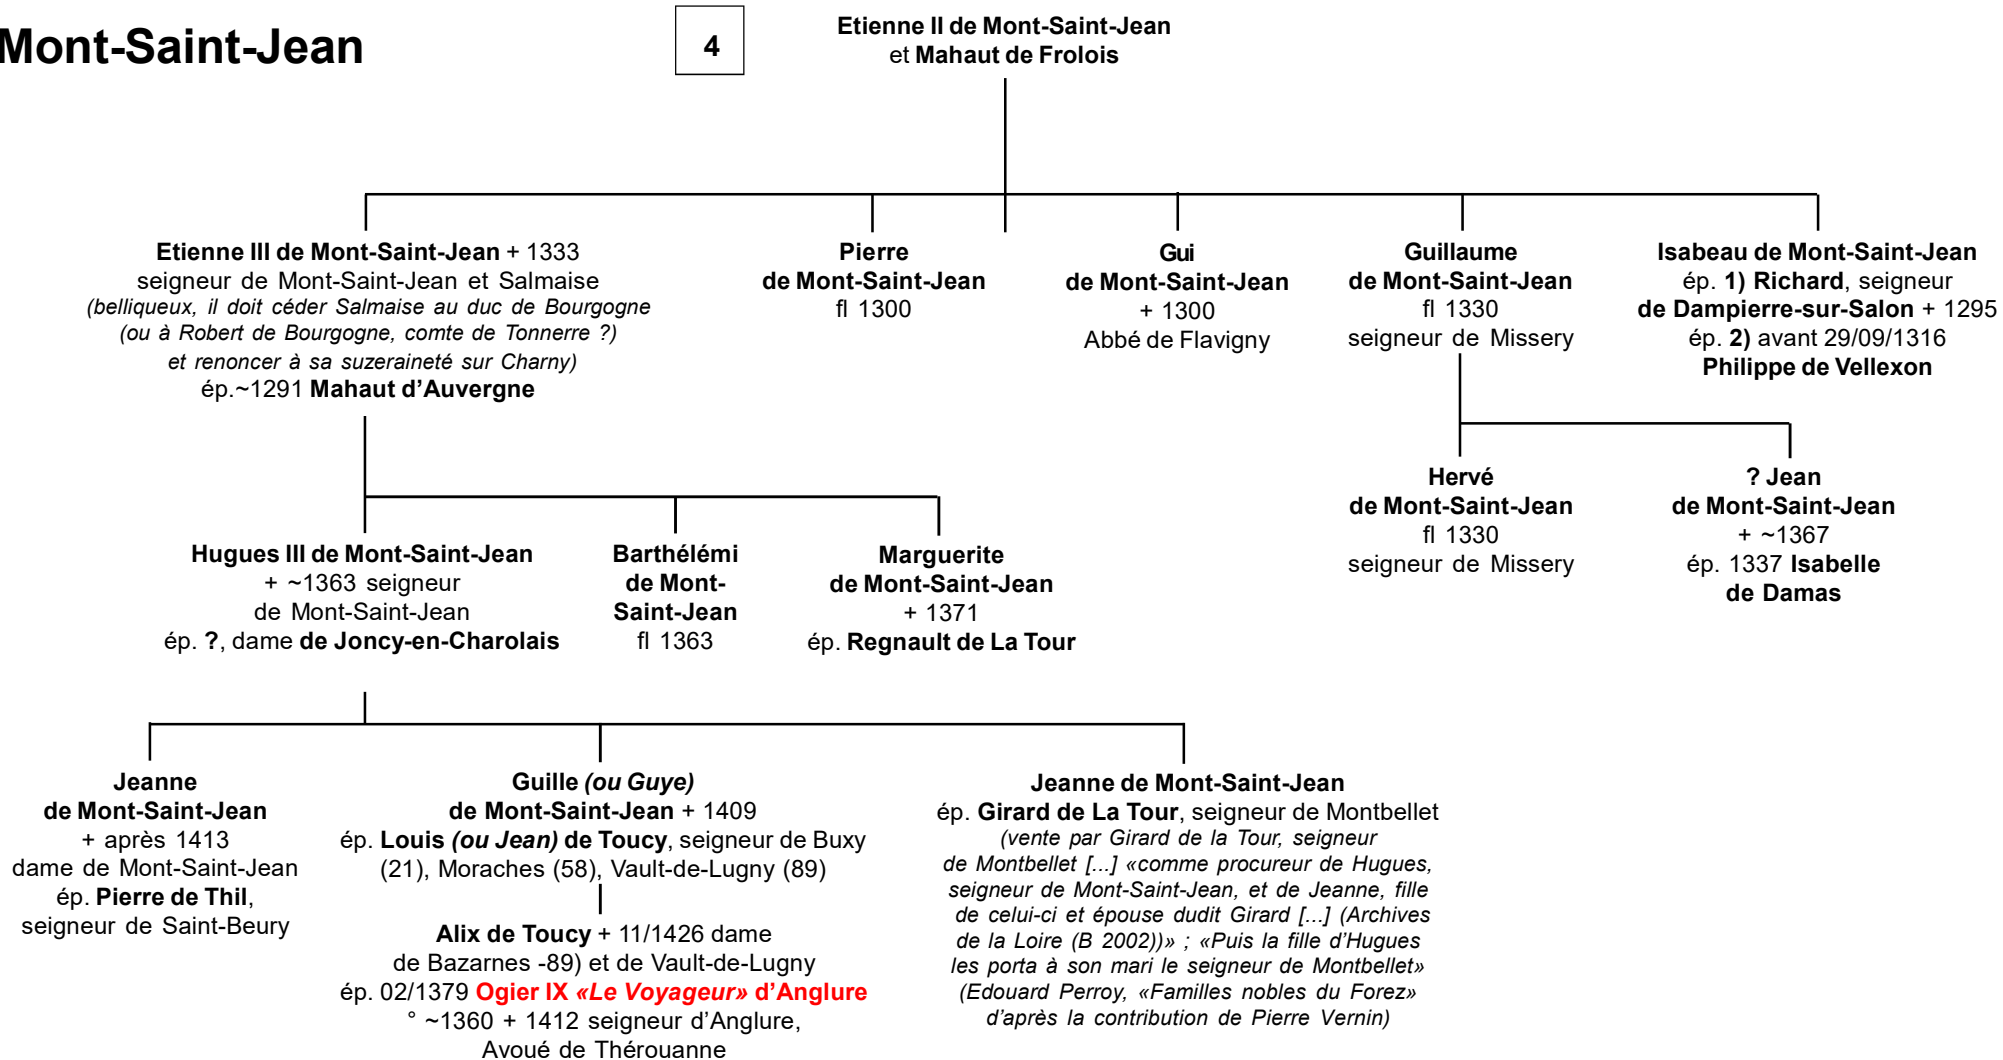 Mont-Saint-Jean
4
Etienne II de Mont-Saint-Jean
et Mahaut de Frolois
Etienne III de Mont-Saint-Jean + 1333
seigneur de Mont-Saint-Jean et Salmaise
(belliqueux, il doit céder Salmaise au duc de Bourgogne
(ou à Robert de Bourgogne, comte de Tonnerre ?)
et renoncer à sa suzeraineté sur Charny)
ép.~1291 Mahaut d’Auvergne
Pierre
de Mont-Saint-Jean
fl 1300
Gui
de Mont-Saint-Jean
+ 1300
Abbé de Flavigny
Guillaume
de Mont-Saint-Jean
fl 1330
seigneur de Missery
Isabeau de Mont-Saint-Jean
ép. 1) Richard, seigneur
de Dampierre-sur-Salon + 1295
ép. 2) avant 29/09/1316
Philippe de Vellexon
Hervé
de Mont-Saint-Jean
fl 1330
seigneur de Missery
? Jean
de Mont-Saint-Jean
+ ~1367
ép. 1337 Isabelle
de Damas
Hugues III de Mont-Saint-Jean
+ ~1363 seigneur
de Mont-Saint-Jean
ép. ?, dame de Joncy-en-Charolais
Barthélémi
de Mont-
Saint-Jean
fl 1363
Marguerite
de Mont-Saint-Jean
+ 1371
ép. Regnault de La Tour
Jeanne
de Mont-Saint-Jean
+ après 1413
dame de Mont-Saint-Jean
ép. Pierre de Thil,
seigneur de Saint-Beury
Guille (ou Guye)
de Mont-Saint-Jean + 1409
ép. Louis (ou Jean) de Toucy, seigneur de Buxy
(21), Moraches (58), Vault-de-Lugny (89)
Alix de Toucy + 11/1426 dame
de Bazarnes -89) et de Vault-de-Lugny
ép. 02/1379 Ogier IX «Le Voyageur» d’Anglure
° ~1360 + 1412 seigneur d’Anglure,
Avoué de Thérouanne
Jeanne de Mont-Saint-Jean
ép. Girard de La Tour, seigneur de Montbellet
(vente par Girard de la Tour, seigneur
de Montbellet [...] «comme procureur de Hugues,
seigneur de Mont-Saint-Jean, et de Jeanne, fille
de celui-ci et épouse dudit Girard [...] (Archives
de la Loire (B 2002))» ; «Puis la fille d’Hugues
les porta à son mari le seigneur de Montbellet»
(Edouard Perroy, «Familles nobles du Forez»
d’après la contribution de Pierre Vernin)